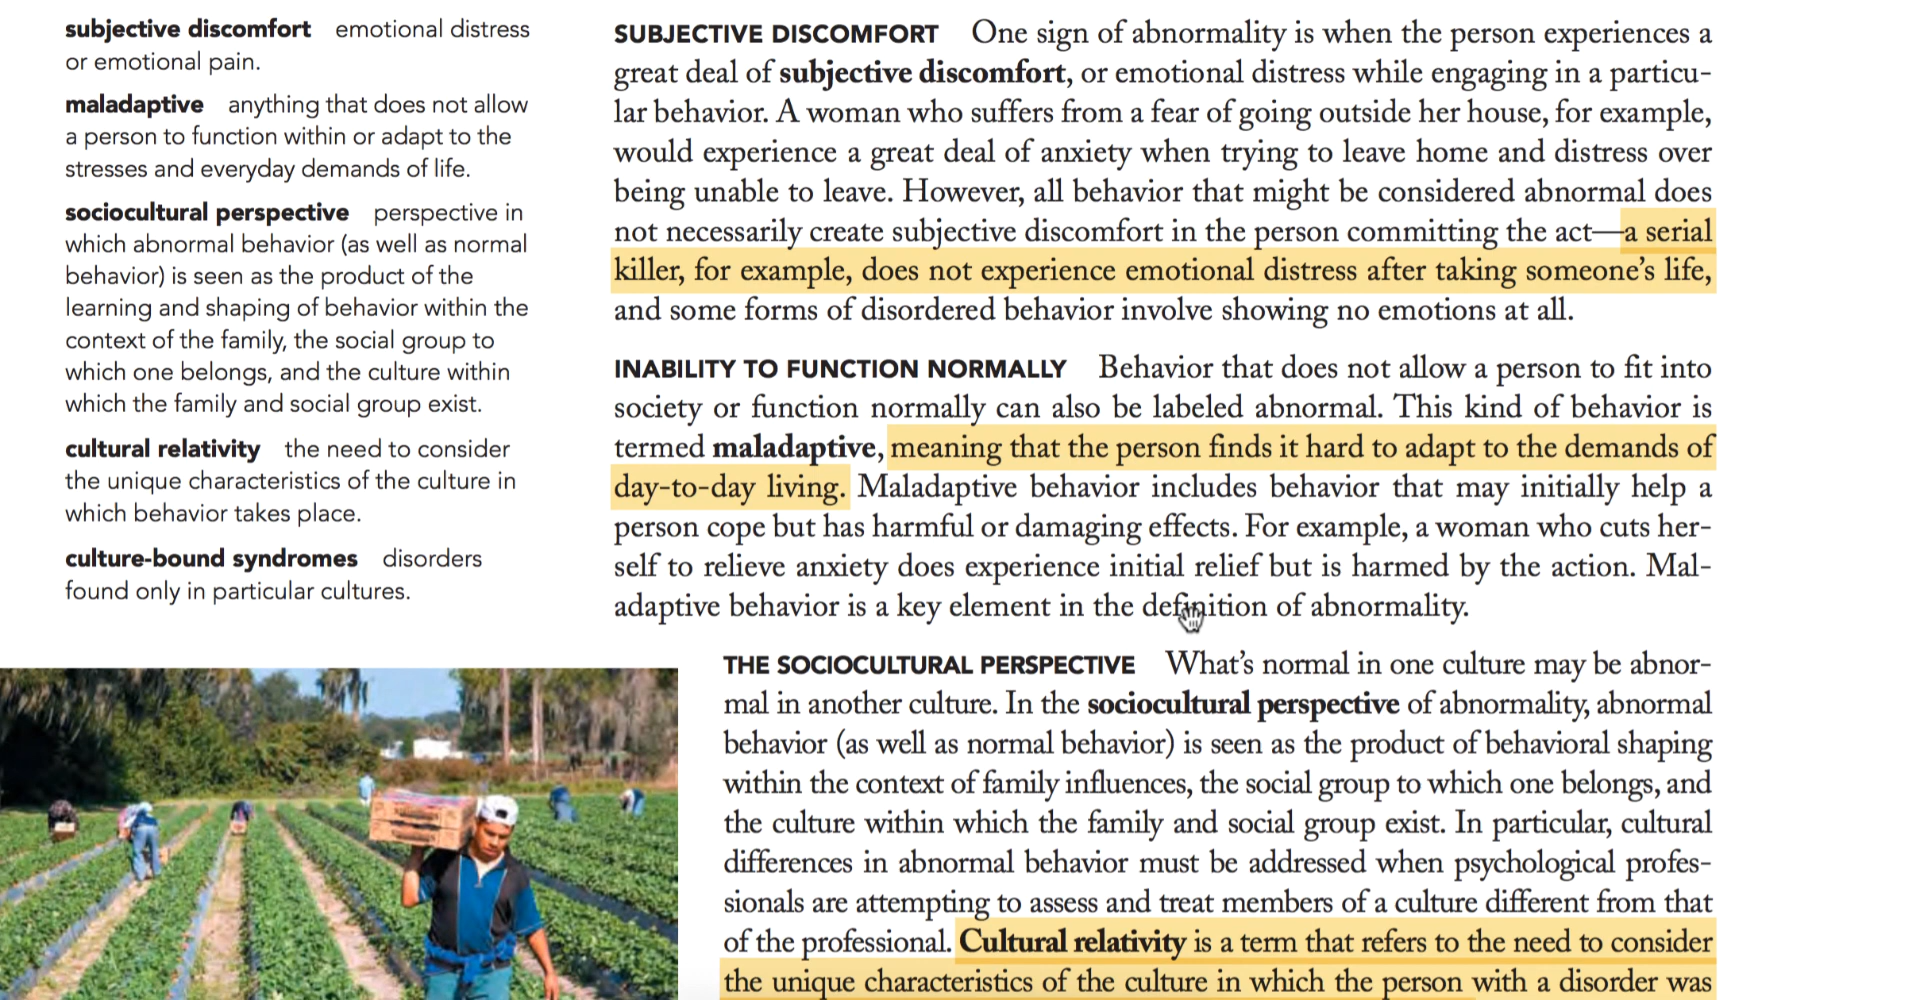 subjective discomfort emotional distress
or emotional pain.
maladaptive anything that does not allow
a person to function within or adapt to the
stresses and everyday demands of life.
sociocultural perspective perspective in
which abnormal behavior (as well as normal
behavior) is seen as the product of the
learning and shaping of behavior within the
context of the family, the social group to
which one belongs, and the culture within
which the family and social group exist.
cultural relativity the need to consider
the unique characteristics of the culture in
which behavior takes place.
culture-bound syndromes disorders
found only in particular cultures.
SUBJECTIVE DISCOMFORT One sign of abnormality is when the person experiences a
great deal of subjective discomfort, or emotional distress while engaging in a particu-
lar behavior. A woman who suffers from a fear of going outside her house, for example,
would experience a great deal of anxiety when trying to leave home and distress over
being unable to leave. However, all behavior that might be considered abnormal does
not necessarily create subjective discomfort in the person committing the act—a serial
killer, for example, does not experience emotional distress after taking someone's life,
and some forms of disordered behavior involve showing no emotions at all.
INABILITY TO FUNCTION NORMALLY Behavior that does not allow a person to fit into
society or function normally can also be labeled abnormal. This kind of behavior is
termed maladaptive, meaning that the person finds it hard to adapt to the demands of
day-to-day living. Maladaptive behavior includes behavior that may initially help a
person cope but has harmful or damaging effects. For example, a woman who cuts her-
self to relieve anxiety does experience initial relief but is harmed by the action. Mal-
adaptive behavior is a key element in the definition of abnormality.
THE SOCIOCULTURAL PERSPECTIVE What's normal in one culture may be abnor-
mal in another culture. In the sociocultural perspective of abnormality, abnormal
behavior (as well as normal behavior) is seen as the product of behavioral shaping
within the context of family influences, the social group to which one belongs, and
the culture within which the family and social group exist. In particular, cultural
differences in abnormal behavior must be addressed when psychological profes-
sionals are attempting to assess and treat members of a culture different from that
of the professional. Cultural relativity is a term that refers to the need to consider
the unique characteristics of the culture in which the person with a disorder was